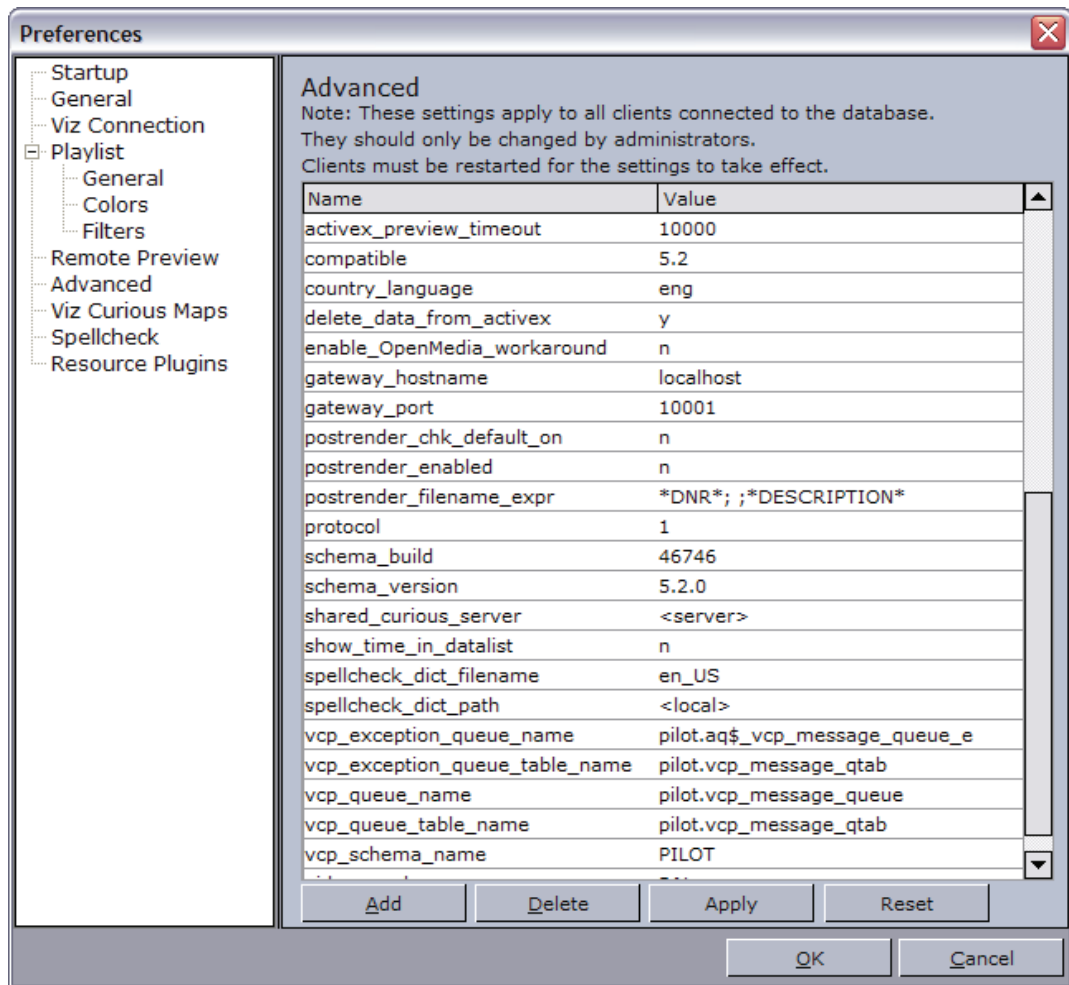 Preferences
Startup
General
Viz Connection
Playlist
General
Colors
Filters
Remote Preview
Advanced
Viz Curious Maps
Spellcheck
Resource Plugins
Advanced
Note: These settings apply to all clients connected to the database.
They should only be changed by administrators.
Clients must be restarted for the settings to take effect.
Name Value
activex_preview_timeout 10000
compatible 5.2
country_language eng
delete_data_from_activex y
enable_OpenMedia_workaround n
gateway_hostname localhost
gateway_port 10001
postrender_chk_default_on n
postrender_enabled n
postrender_filename_expr *DNR*; ;*DESCRIPTION*
protocol 1
schema_build 46746
schema_version 5.2.0
shared_curious_server <server>
show_time_in_datalist n
spellcheck_dict_filename en_US
spellcheck_dict_path <local>
vcp_exception_queue_name pilot.aq$_vcp_message_queue_e
vcp_exception_queue_table_name pilot.vcp_message_qtab
vcp_queue_name pilot.vcp_message_queue
vcp_queue_table_name pilot.vcp_message_qtab
vcp_schema_name PILOT
Add Delete Apply Reset
OK Cancel